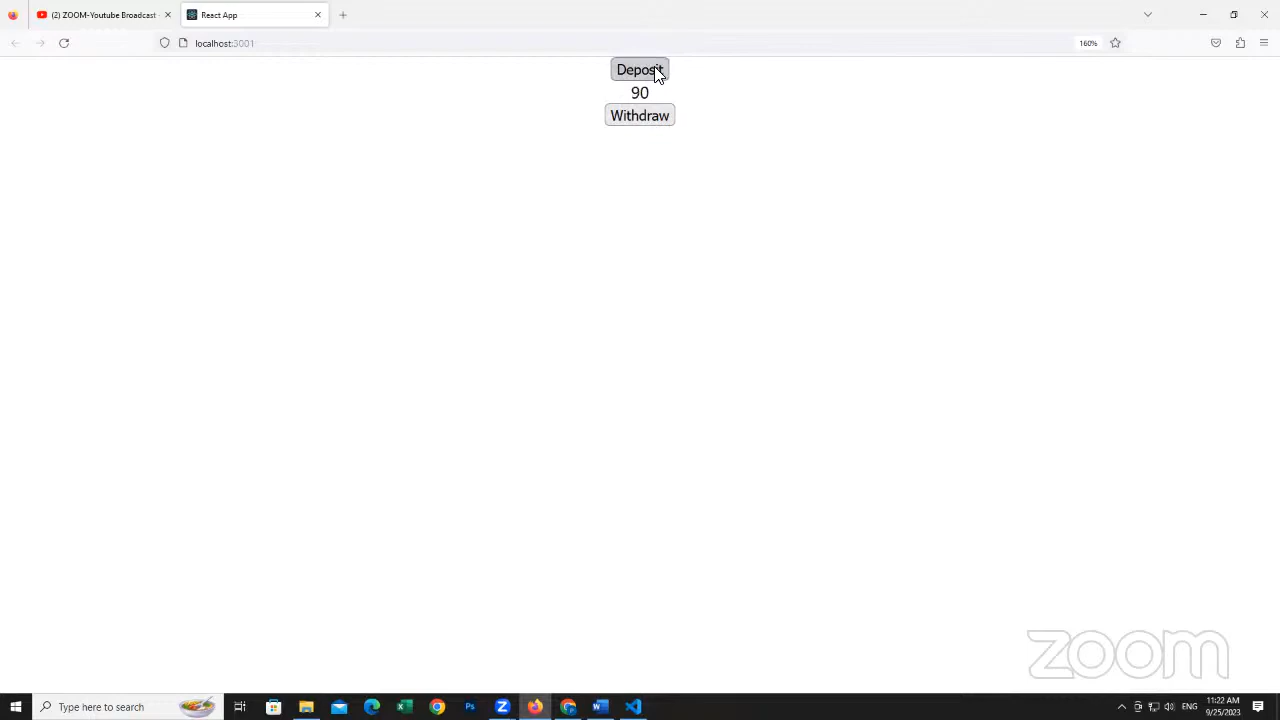 (2) ZOOM-Youtube Broadcast
React App
localhost:3001
160%
Deposit
90
Withdraw
zoom
Type here to search
ENG
11:22 AM
9/25/2023